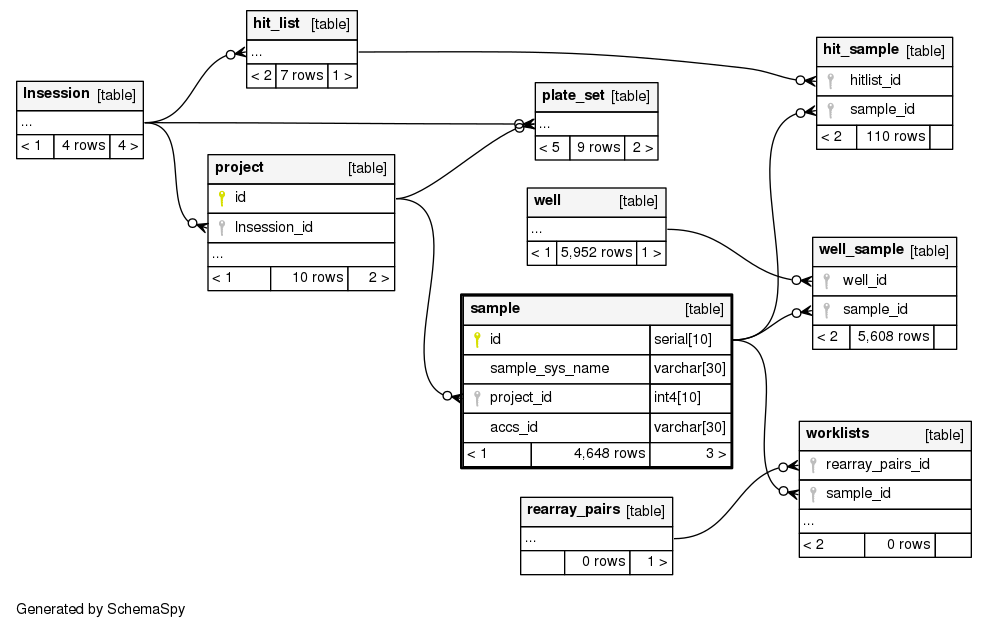 hit_list [table]
...
< 2 7 rows 1 >
lnsession [table]
...
< 1 4 rows 4 >
project [table]
id
lnsession_id
...
< 1 10 rows 2 >
plate_set [table]
...
< 5 9 rows 2 >
hit_sample [table]
hitlist_id
sample_id
< 2 110 rows
well [table]
...
< 1 5,952 rows 1 >
well_sample [table]
well_id
sample_id
< 2 5,608 rows
sample [table]
id serial[10]
sample_sys_name varchar[30]
project_id int4[10]
accs_id varchar[30]
< 1 4,648 rows 3 >
worklists [table]
rearray_pairs_id
sample_id
...
< 2 0 rows
rearray_pairs [table]
...
0 rows 1 >
Generated by SchemaSpy